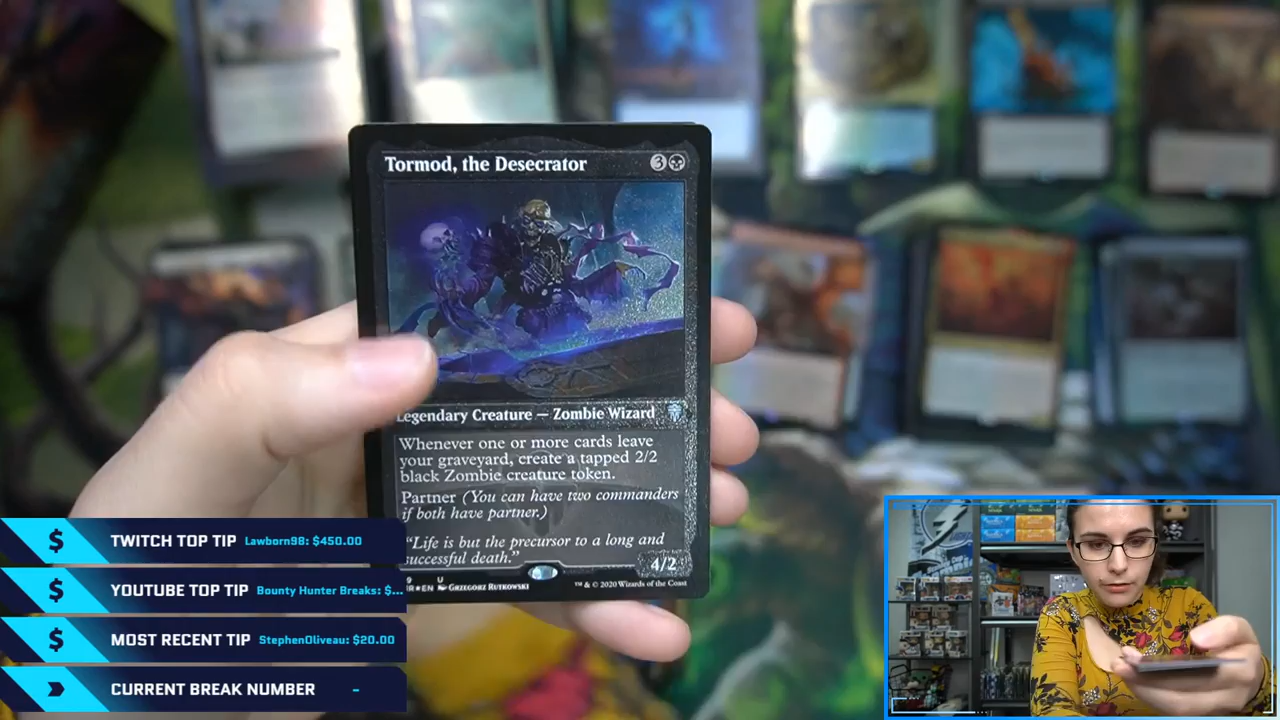 Tormod, the Desecrator 3
Legendary Creature — Zombie Wizard
Whenever one or more cards leave
your graveyard, create a tapped 2/2
black Zombie creature token.
Partner (You can have two commanders
if both have partner.)
"Life is but the precursor to a long and
successful death."
4/2
9 U
R★EN GRZEGORZ RUTKOWSKI ™ & © 2020 Wizards of the Coast
$ TWITCH TOP TIP Lawborn98: $450.00
$ YOUTUBE TOP TIP Bounty Hunter Breaks: $...
$ MOST RECENT TIP StephenOliveau: $20.00
CURRENT BREAK NUMBER -